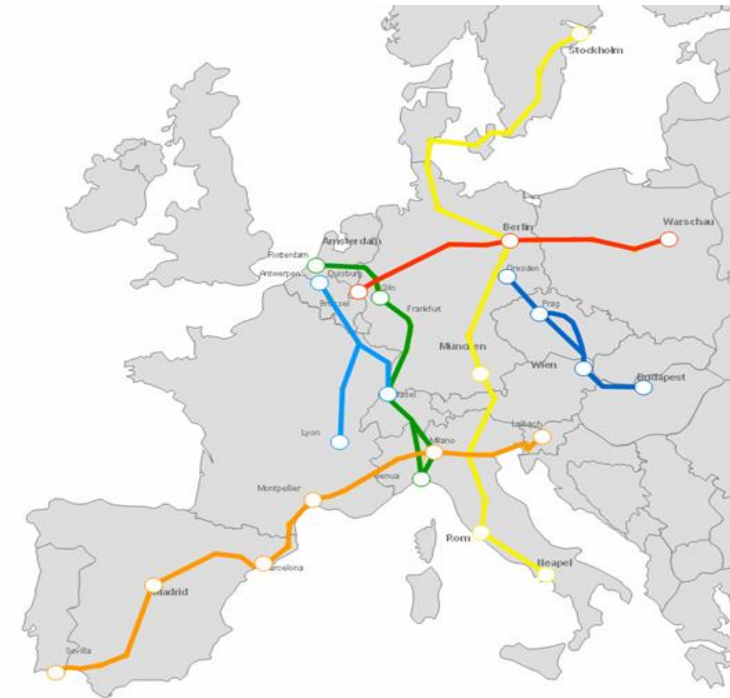 Stockholm
Warschau
Berlin
Amsterdam
Rotterdam
Antwerpen
Duisburg
Dresden
Brüssel
Frankfurt
Prag
München
Wien
Budapest
Basel
Laibach
Lyon
Milano
Genua
Montpellier
Rom
Neapel
Barcelona
Madrid
Sevilla